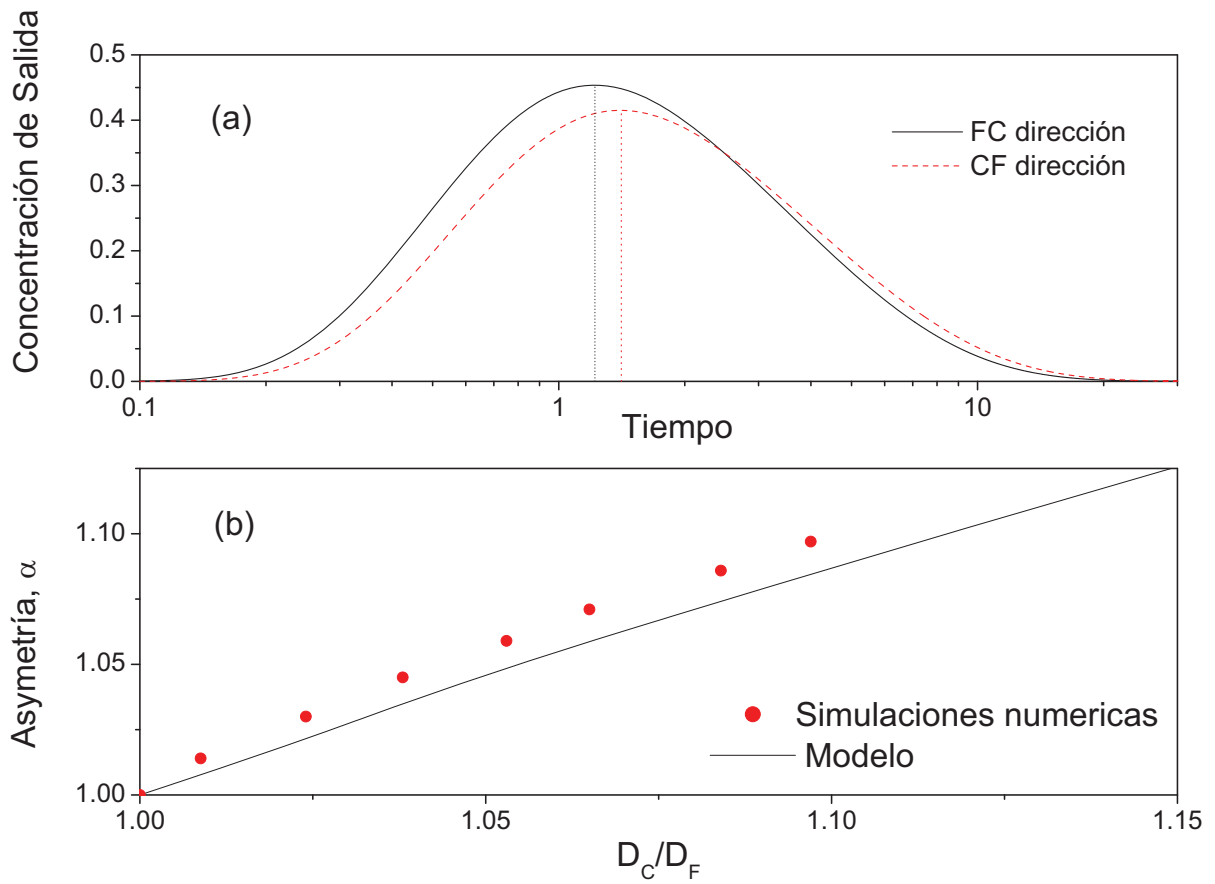 Concentración de Salida
0.5
0.4
0.3
0.2
0.1
0.0
(a)
FC dirección
CF dirección
0.1
1
10
Tiempo
Asymetría, α
1.10
1.05
1.00
(b)
Simulaciones numericas
Modelo
1.00
1.05
1.10
1.15
D_C/D_F